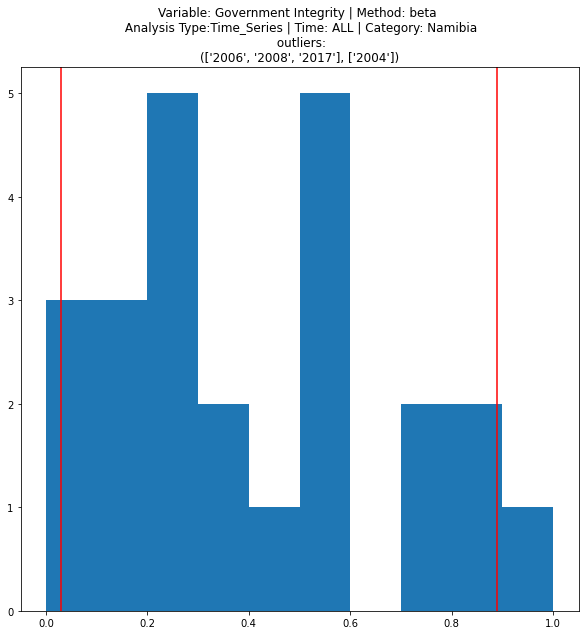 Variable: Government Integrity | Method: beta
Analysis Type:Time_Series | Time: ALL | Category: Namibia
outliers:
(['2006', '2008', '2017'], ['2004'])
5
4
3
2
1
0
0.0 0.2 0.4 0.6 0.8 1.0